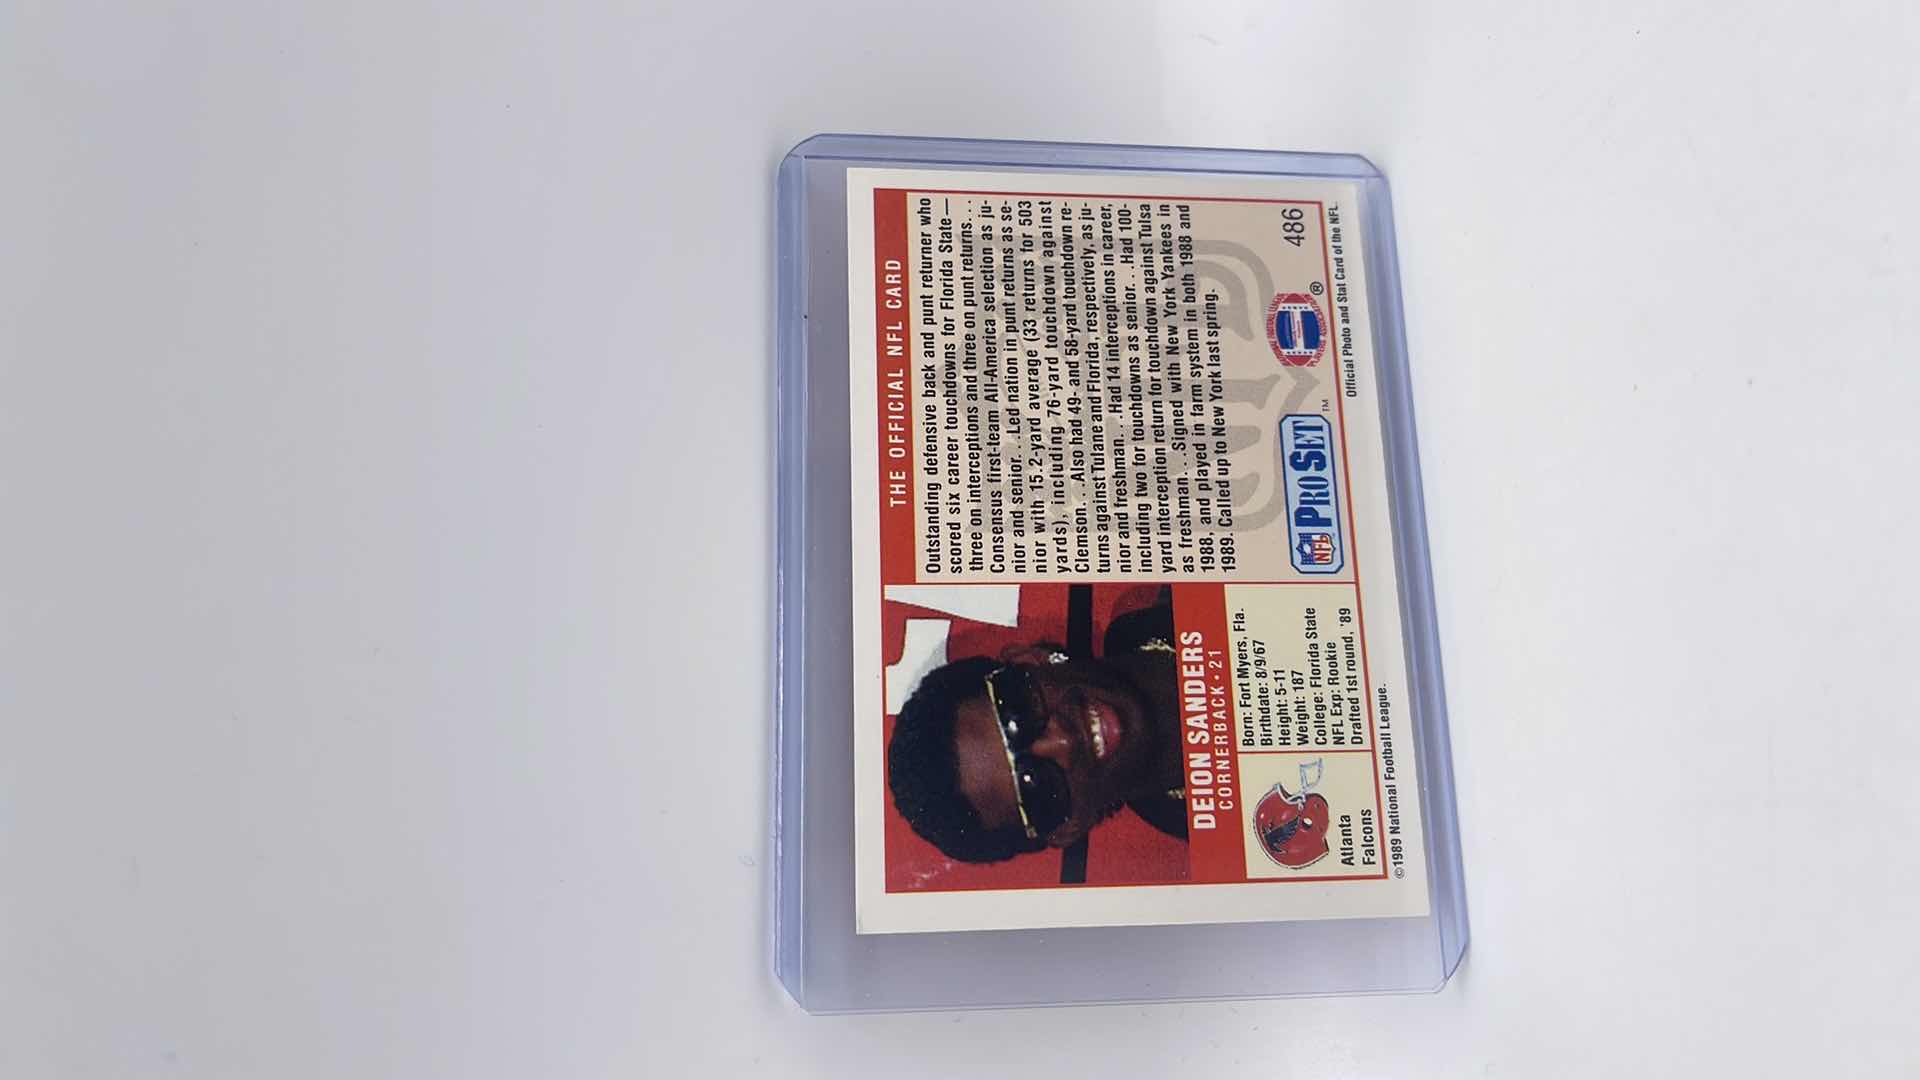 THE OFFICIAL NFL CARD
Outstanding defensive back and punt returner who
scored six career touchdowns for Florida State—
three on interceptions and three on punt returns...
Consensus first-team All-America selection as ju-
nior and senior...Led nation in punt returns as se-
nior with 15.2-yard average (33 returns for 503
yards), including 76-yard touchdown against
Clemson...Also had 49- and 58-yard touchdown re-
turns against Tulane and Florida, respectively, as ju-
nior and freshman...Had 14 interceptions in career,
including two for touchdowns as senior...Had 100-
yard interception return for touchdown against Tulsa
as freshman...Signed with New York Yankees in
1988, and played in farm system in both 1988 and
1989. Called up to New York last spring.
NFL PRO SET ™
®
486
Official Photo and Stat Card of the NFL.
DEION SANDERS
CORNERBACK • 21
Atlanta
Falcons
Born: Fort Myers, Fla.
Birthdate: 8/9/67
Height: 5-11
Weight: 187
College: Florida State
NFL Exp: Rookie
Drafted 1st round, '89
©1989 National Football League.